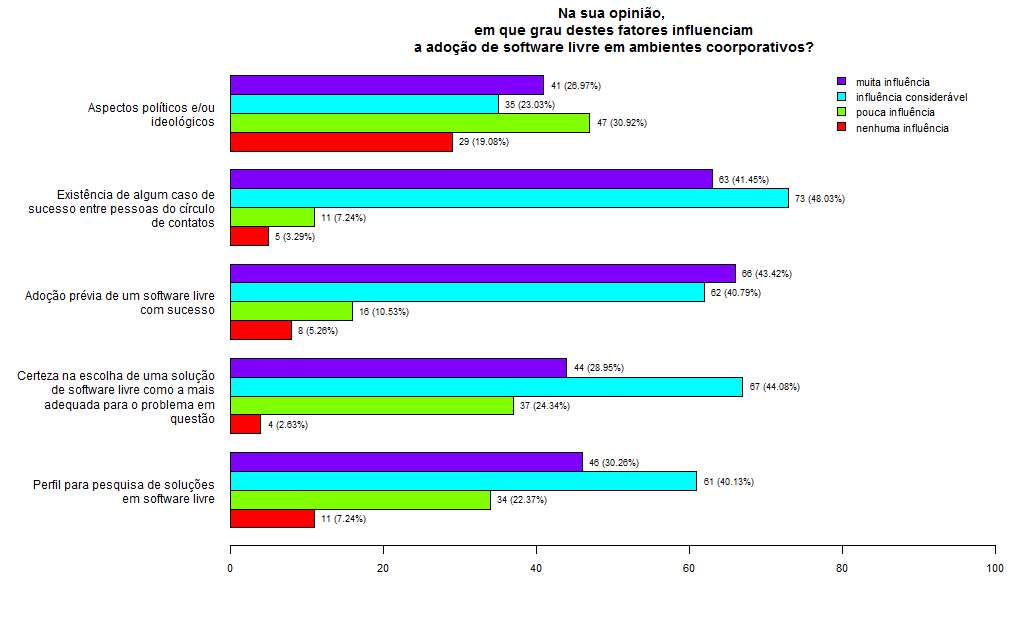 Na sua opinião,
em que grau destes fatores influenciam
a adoção de software livre em ambientes coorporativos?
muita influência
influência considerável
pouca influência
nenhuma influência
Aspectos políticos e/ou
ideológicos
41 (26.97%)
35 (23.03%)
47 (30.92%)
29 (19.08%)
Existência de algum caso de
sucesso entre pessoas do círculo
de contatos
63 (41.45%)
73 (48.03%)
11 (7.24%)
5 (3.29%)
Adoção prévia de um software livre
com sucesso
66 (43.42%)
62 (40.79%)
16 (10.53%)
8 (5.26%)
Certeza na escolha de uma solução
de software livre como a mais
adequada para o problema em
questão
44 (28.95%)
67 (44.08%)
37 (24.34%)
4 (2.63%)
Perfil para pesquisa de soluções
em software livre
46 (30.26%)
61 (40.13%)
34 (22.37%)
11 (7.24%)
0 20 40 60 80 100